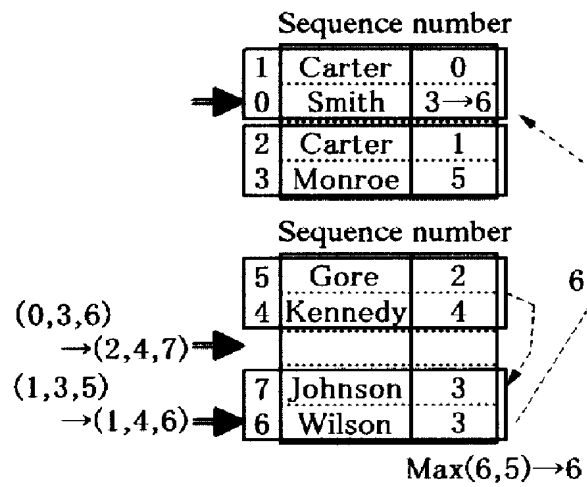 Sequence number
1 Carter 0
0 Smith 3→6
2 Carter 1
3 Monroe 5
Sequence number
5 Gore 2
6
4 Kennedy 4
(0,3,6)
→(2,4,7)
(1,3,5)
7 Johnson 3
→(1,4,6)
6 Wilson 3
Max(6,5)→6